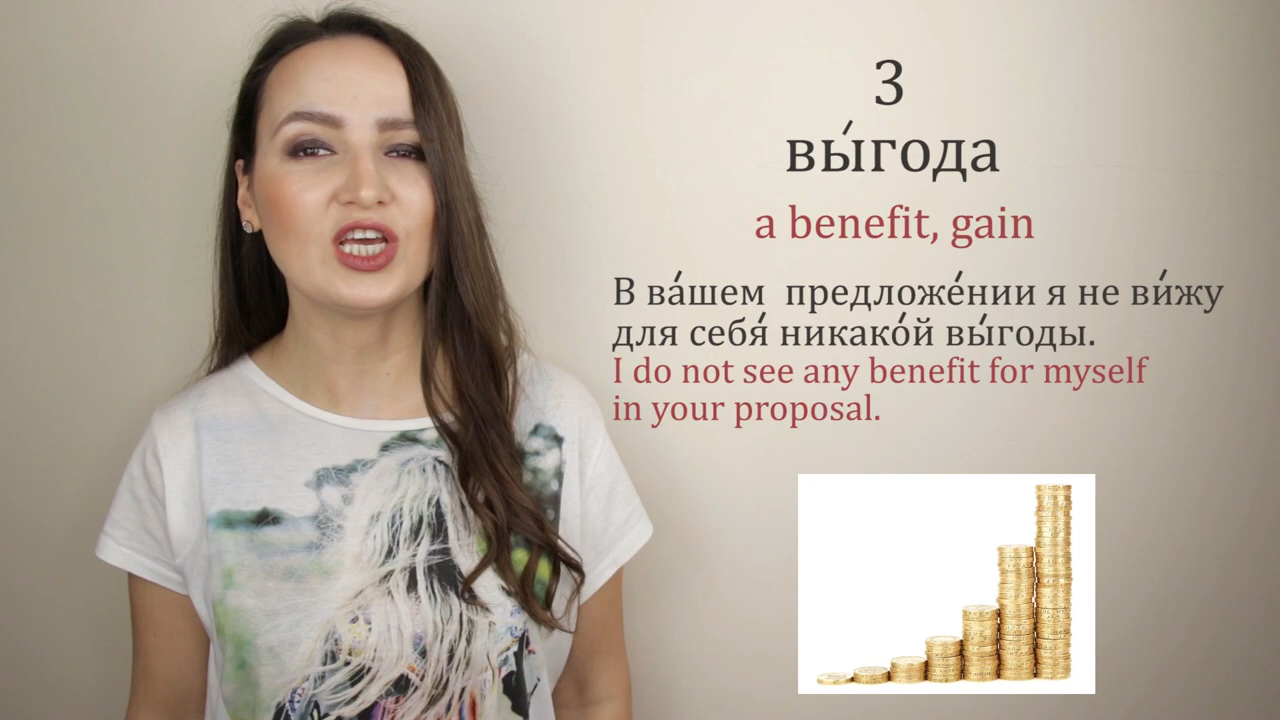 3
вы́года
a benefit, gain
В ва́шем предложе́нии я не ви́жу
для себя́ никако́й вы́годы.
I do not see any benefit for myself
in your proposal.